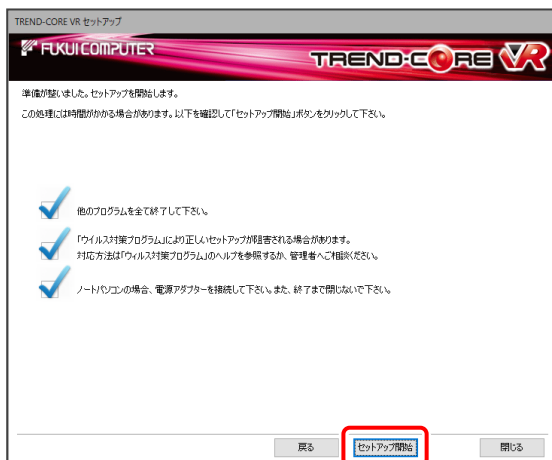 TREND-CORE VR セットアップ
FUKUI COMPUTER
TREND-CORE VR
準備が整いました。セットアップを開始します。
この処理には時間がかかる場合があります。以下を確認して「セットアップ開始」ボタンをクリックして下さい。
他のプログラムを全て終了して下さい。
「ウイルス対策プログラム」により正しいセットアップが阻害される場合があります。
対応方法は「ウィルス対策プログラム」のヘルプを参照するか、管理者へご相談ください。
ノートパソコンの場合、電源アダプターを接続して下さい。また、終了まで閉じないで下さい。
戻る
セットアップ開始
閉じる